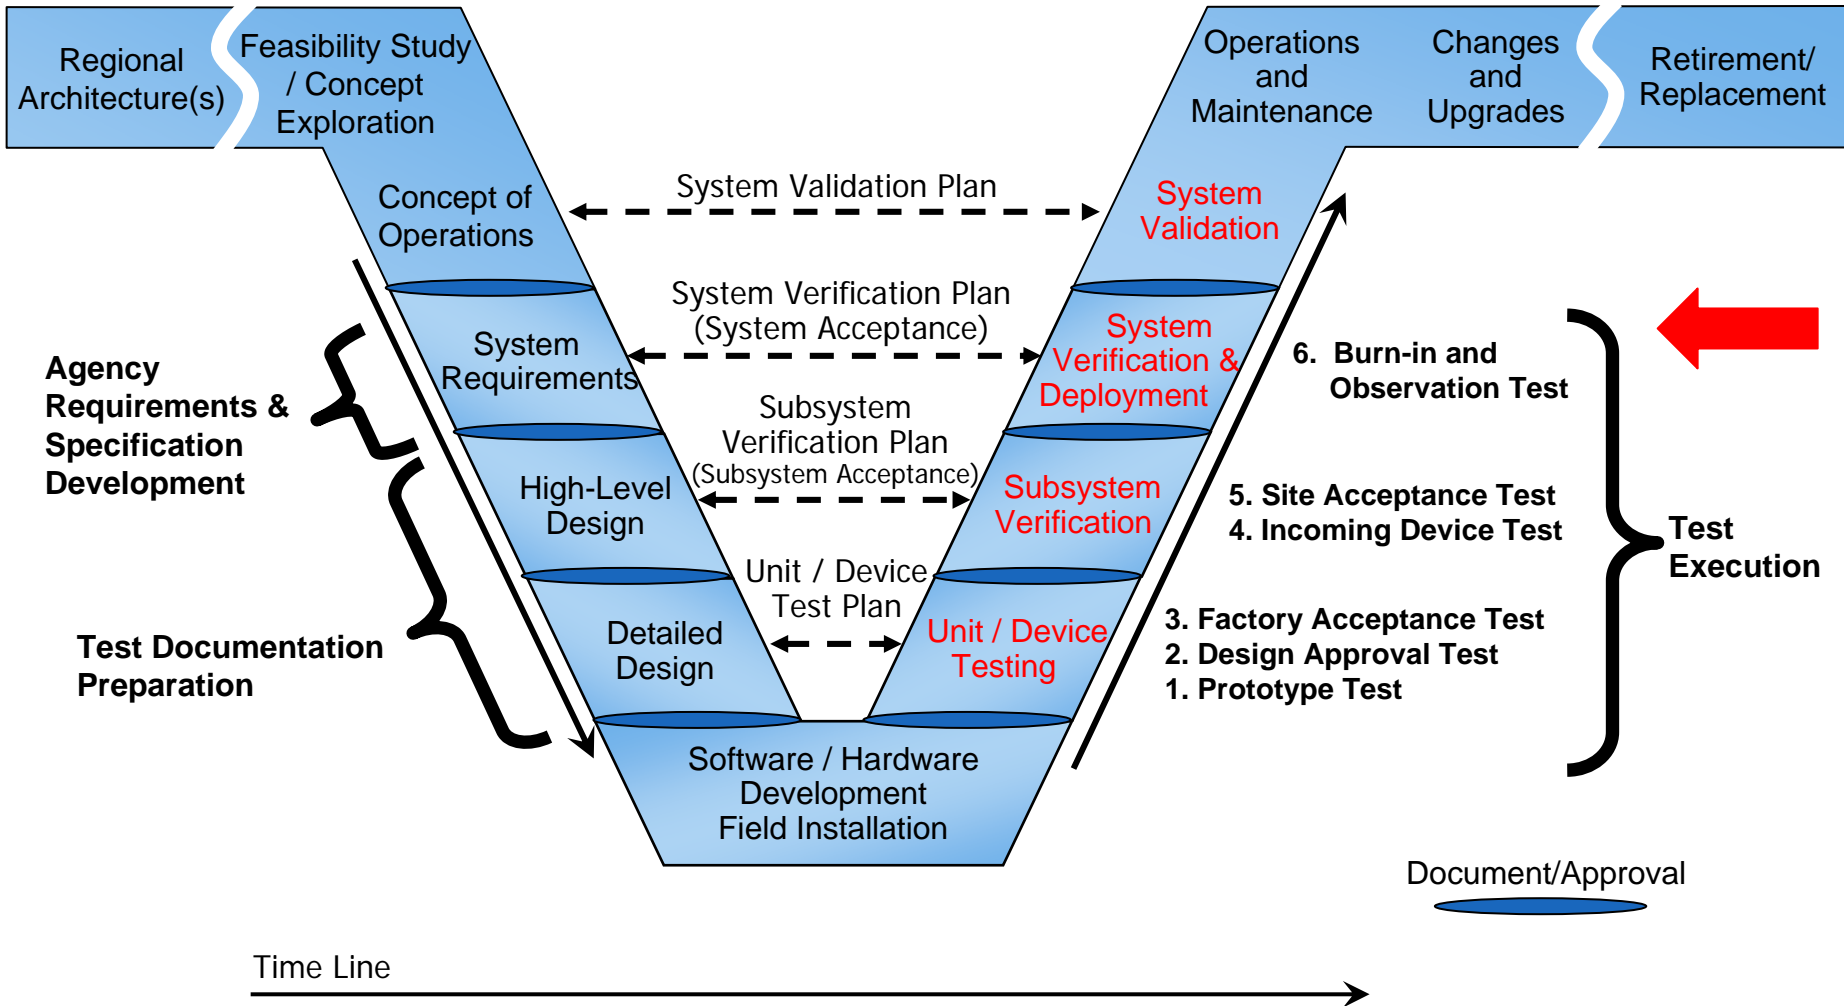 Regional
Architecture(s)
Feasibility Study
/ Concept
Exploration
Operations
and
Maintenance
Changes
and
Upgrades
Retirement/
Replacement
Concept of
Operations
System Validation Plan
System
Validation
System
Requirements
System Verification Plan
(System Acceptance)
System
Verification &
Deployment
High-Level
Design
Subsystem
Verification Plan
(Subsystem Acceptance)
Subsystem
Verification
Detailed
Design
Unit / Device
Test Plan
Unit / Device
Testing
Software / Hardware
Development
Field Installation
Agency
Requirements &
Specification
Development
Test Documentation
Preparation
6. Burn-in and
Observation Test
5. Site Acceptance Test
4. Incoming Device Test
3. Factory Acceptance Test
2. Design Approval Test
1. Prototype Test
Test
Execution
Document/Approval
Time Line